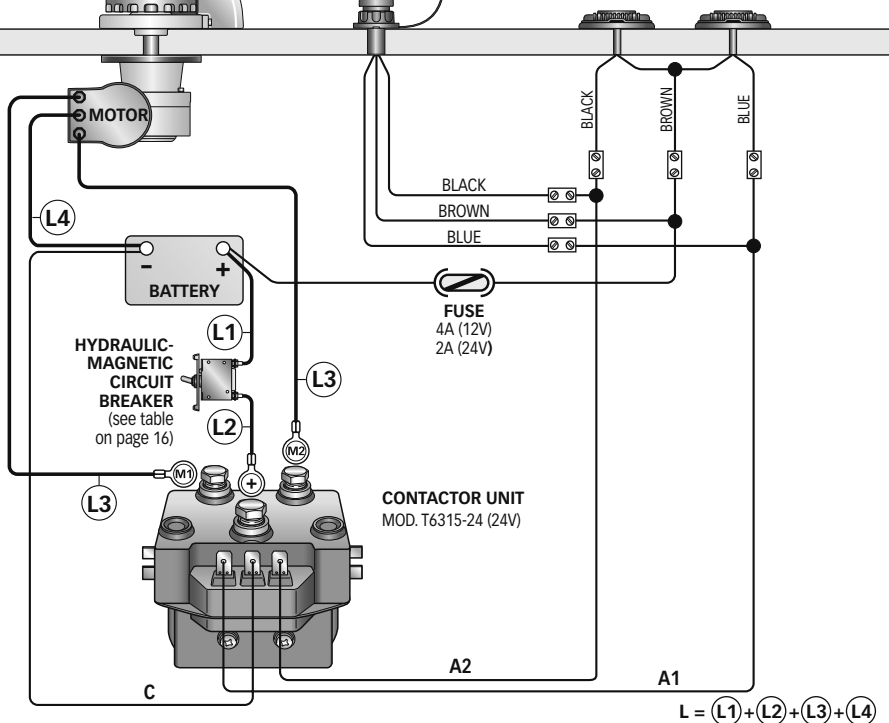 MOTOR
BLACK
BROWN
BLUE
BLACK
BROWN
BLUE
L4
-
+
BATTERY
FUSE
4A (12V)
2A (24V)
L1
HYDRAULIC-
MAGNETIC
CIRCUIT
BREAKER
(see table
on page 16)
L3
L2
M2
M1
+
L3
CONTACTOR UNIT
MOD. T6315-24 (24V)
A2
A1
C
L = L1+L2+L3+L4